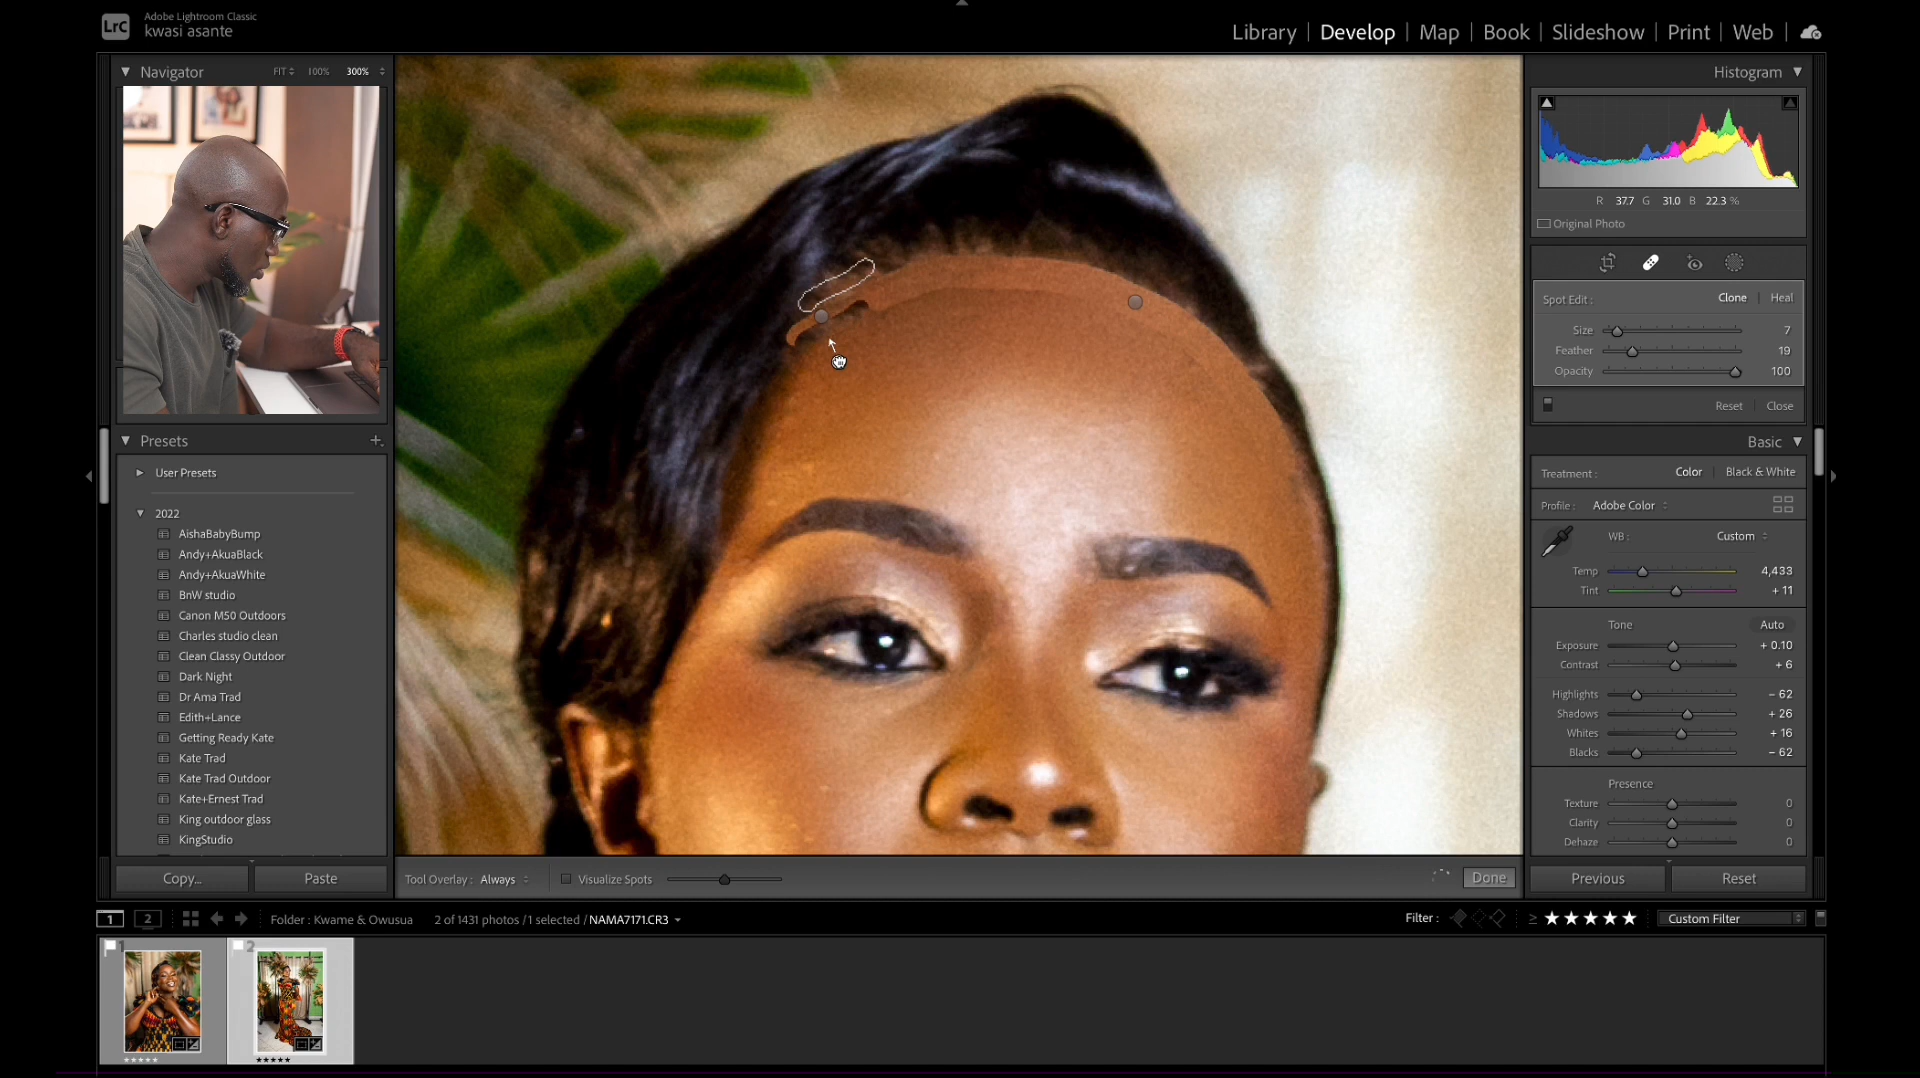 LrC
Adobe Lightroom Classic
kwasi asante
Library | Develop | Map | Book | Slideshow | Print | Web
Navigator FIT 100% 300%
Presets
User Presets
2022
AishaBabyBump
Andy+AkuaBlack
Andy+AkuaWhite
BnW studio
Canon M50 Outdoors
Charles studio clean
Clean Classy Outdoor
Dark Night
Dr Ama Trad
Edith+Lance
Getting Ready Kate
Kate Trad
Kate Trad Outdoor
Kate+Ernest Trad
King outdoor glass
KingStudio
Copy... Paste
Tool Overlay : Always Visualize Spots Done
Histogram
R 37.7 G 31.0 B 22.3 %
Original Photo
Spot Edit : Clone | Heal
Size 7
Feather 19
Opacity 100
Reset | Close
Basic
Treatment : Color | Black & White
Profile : Adobe Color
WB : Custom
Temp 4,433
Tint + 11
Tone Auto
Exposure + 0.10
Contrast + 6
Highlights – 62
Shadows + 26
Whites + 16
Blacks – 62
Presence
Texture 0
Clarity 0
Dehaze 0
Previous Reset
1 2 Folder : Kwame & Owusua 2 of 1431 photos / 1 selected / NAMA7171.CR3 Filter : ≥ ★★★★★ Custom Filter
1 2
★★★★★ ★★★★★